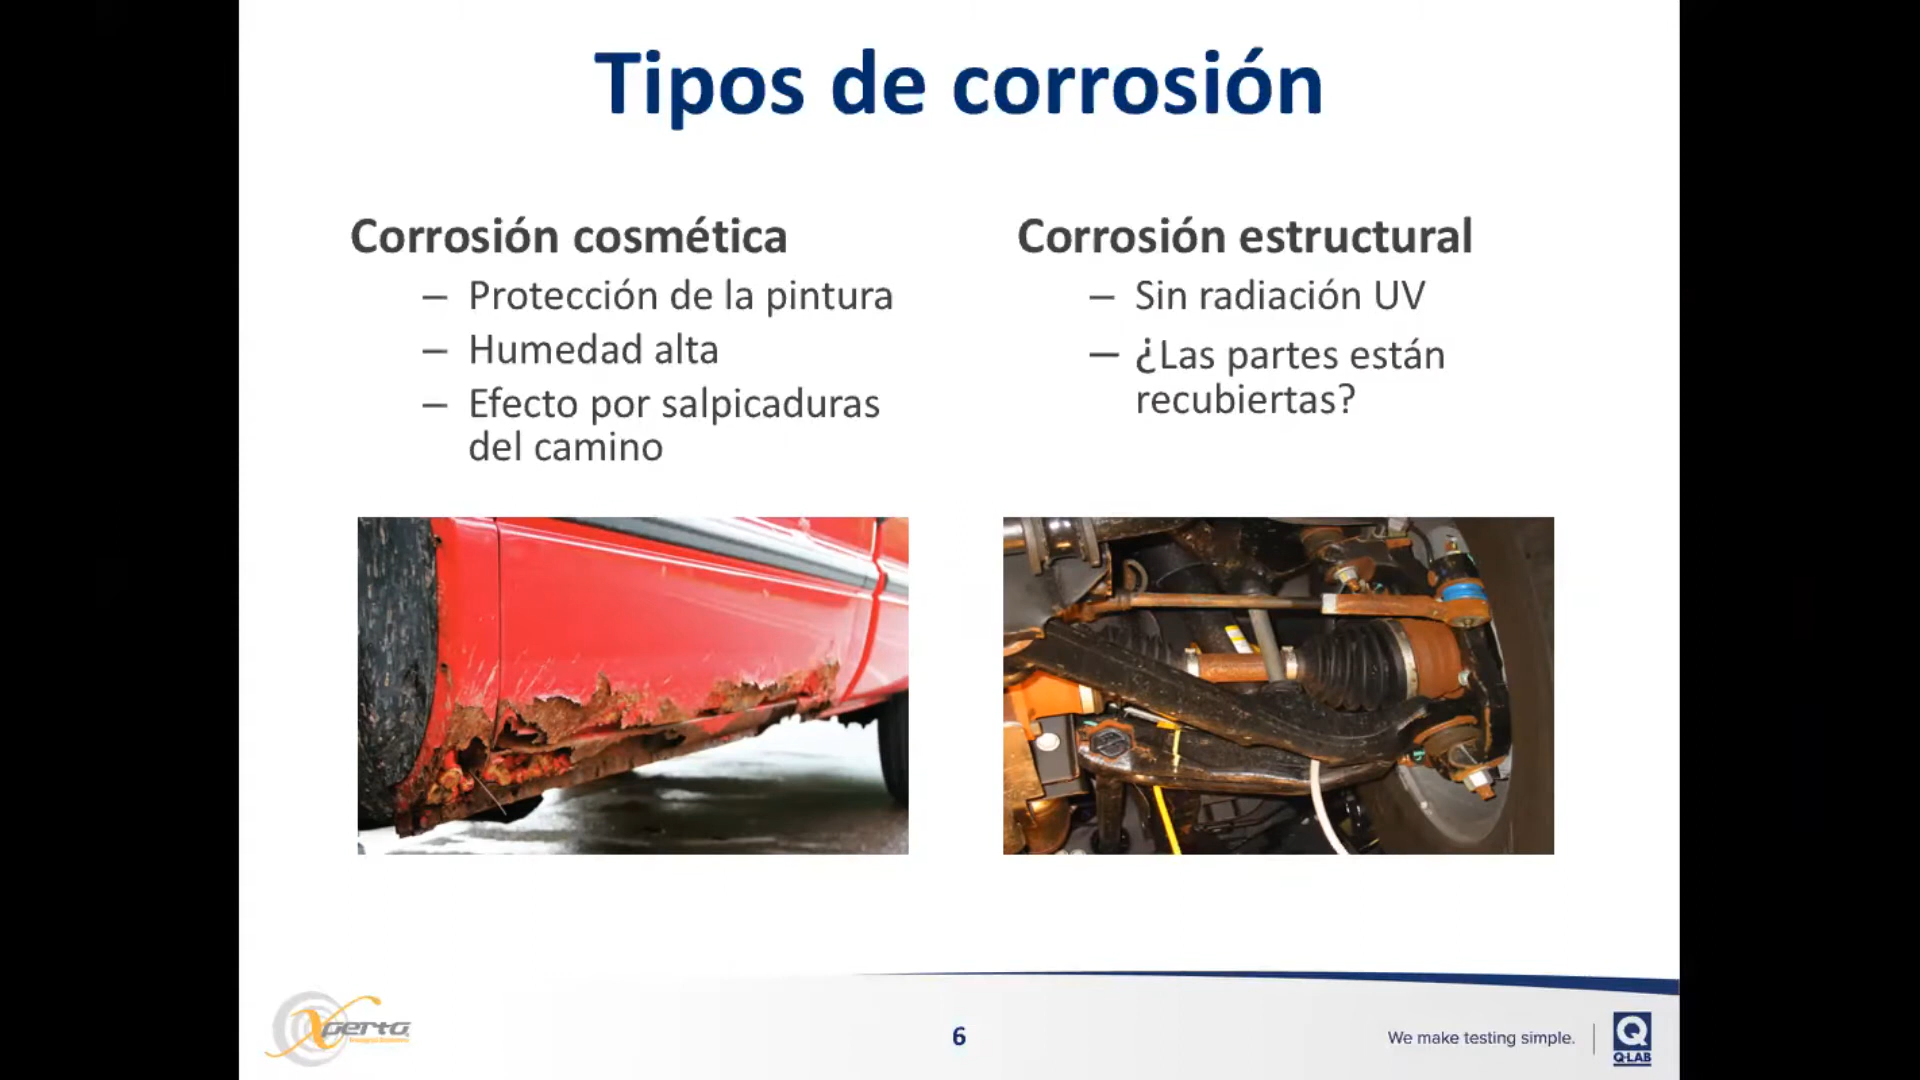 Tipos de corrosión
Corrosión cosmética
– Protección de la pintura
– Humedad alta
– Efecto por salpicaduras
del camino
Corrosión estructural
– Sin radiación UV
– ¿Las partes están
recubiertas?
Xperta
6
We make testing simple.
Q
Q-LAB